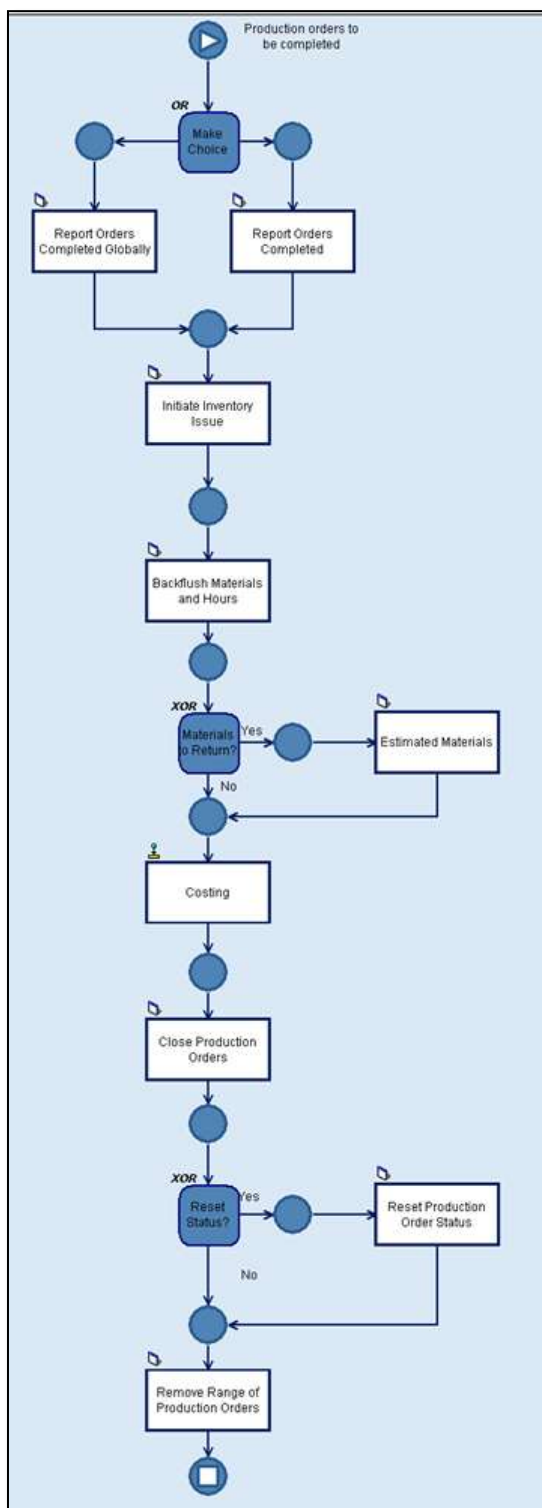 Production orders to
be completed
OR
Make
Choice
Report Orders
Completed Globally
Report Orders
Completed
Initiate Inventory
Issue
Backflush Materials
and Hours
XOR
Materials
to Return?
Yes
Estimated Materials
No
Costing
Close Production
Orders
XOR
Reset
Status?
Yes
Reset Production
Order Status
No
Remove Range of
Production Orders